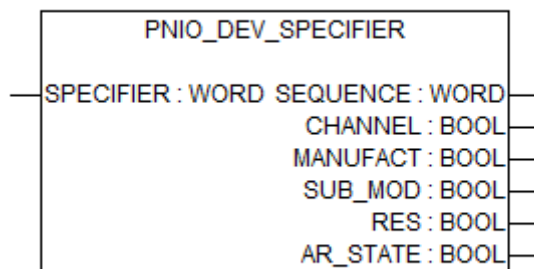 PNIO_DEV_SPECIFIER
SPECIFIER : WORD SEQUENCE : WORD
CHANNEL : BOOL
MANUFACT : BOOL
SUB_MOD : BOOL
RES : BOOL
AR_STATE : BOOL